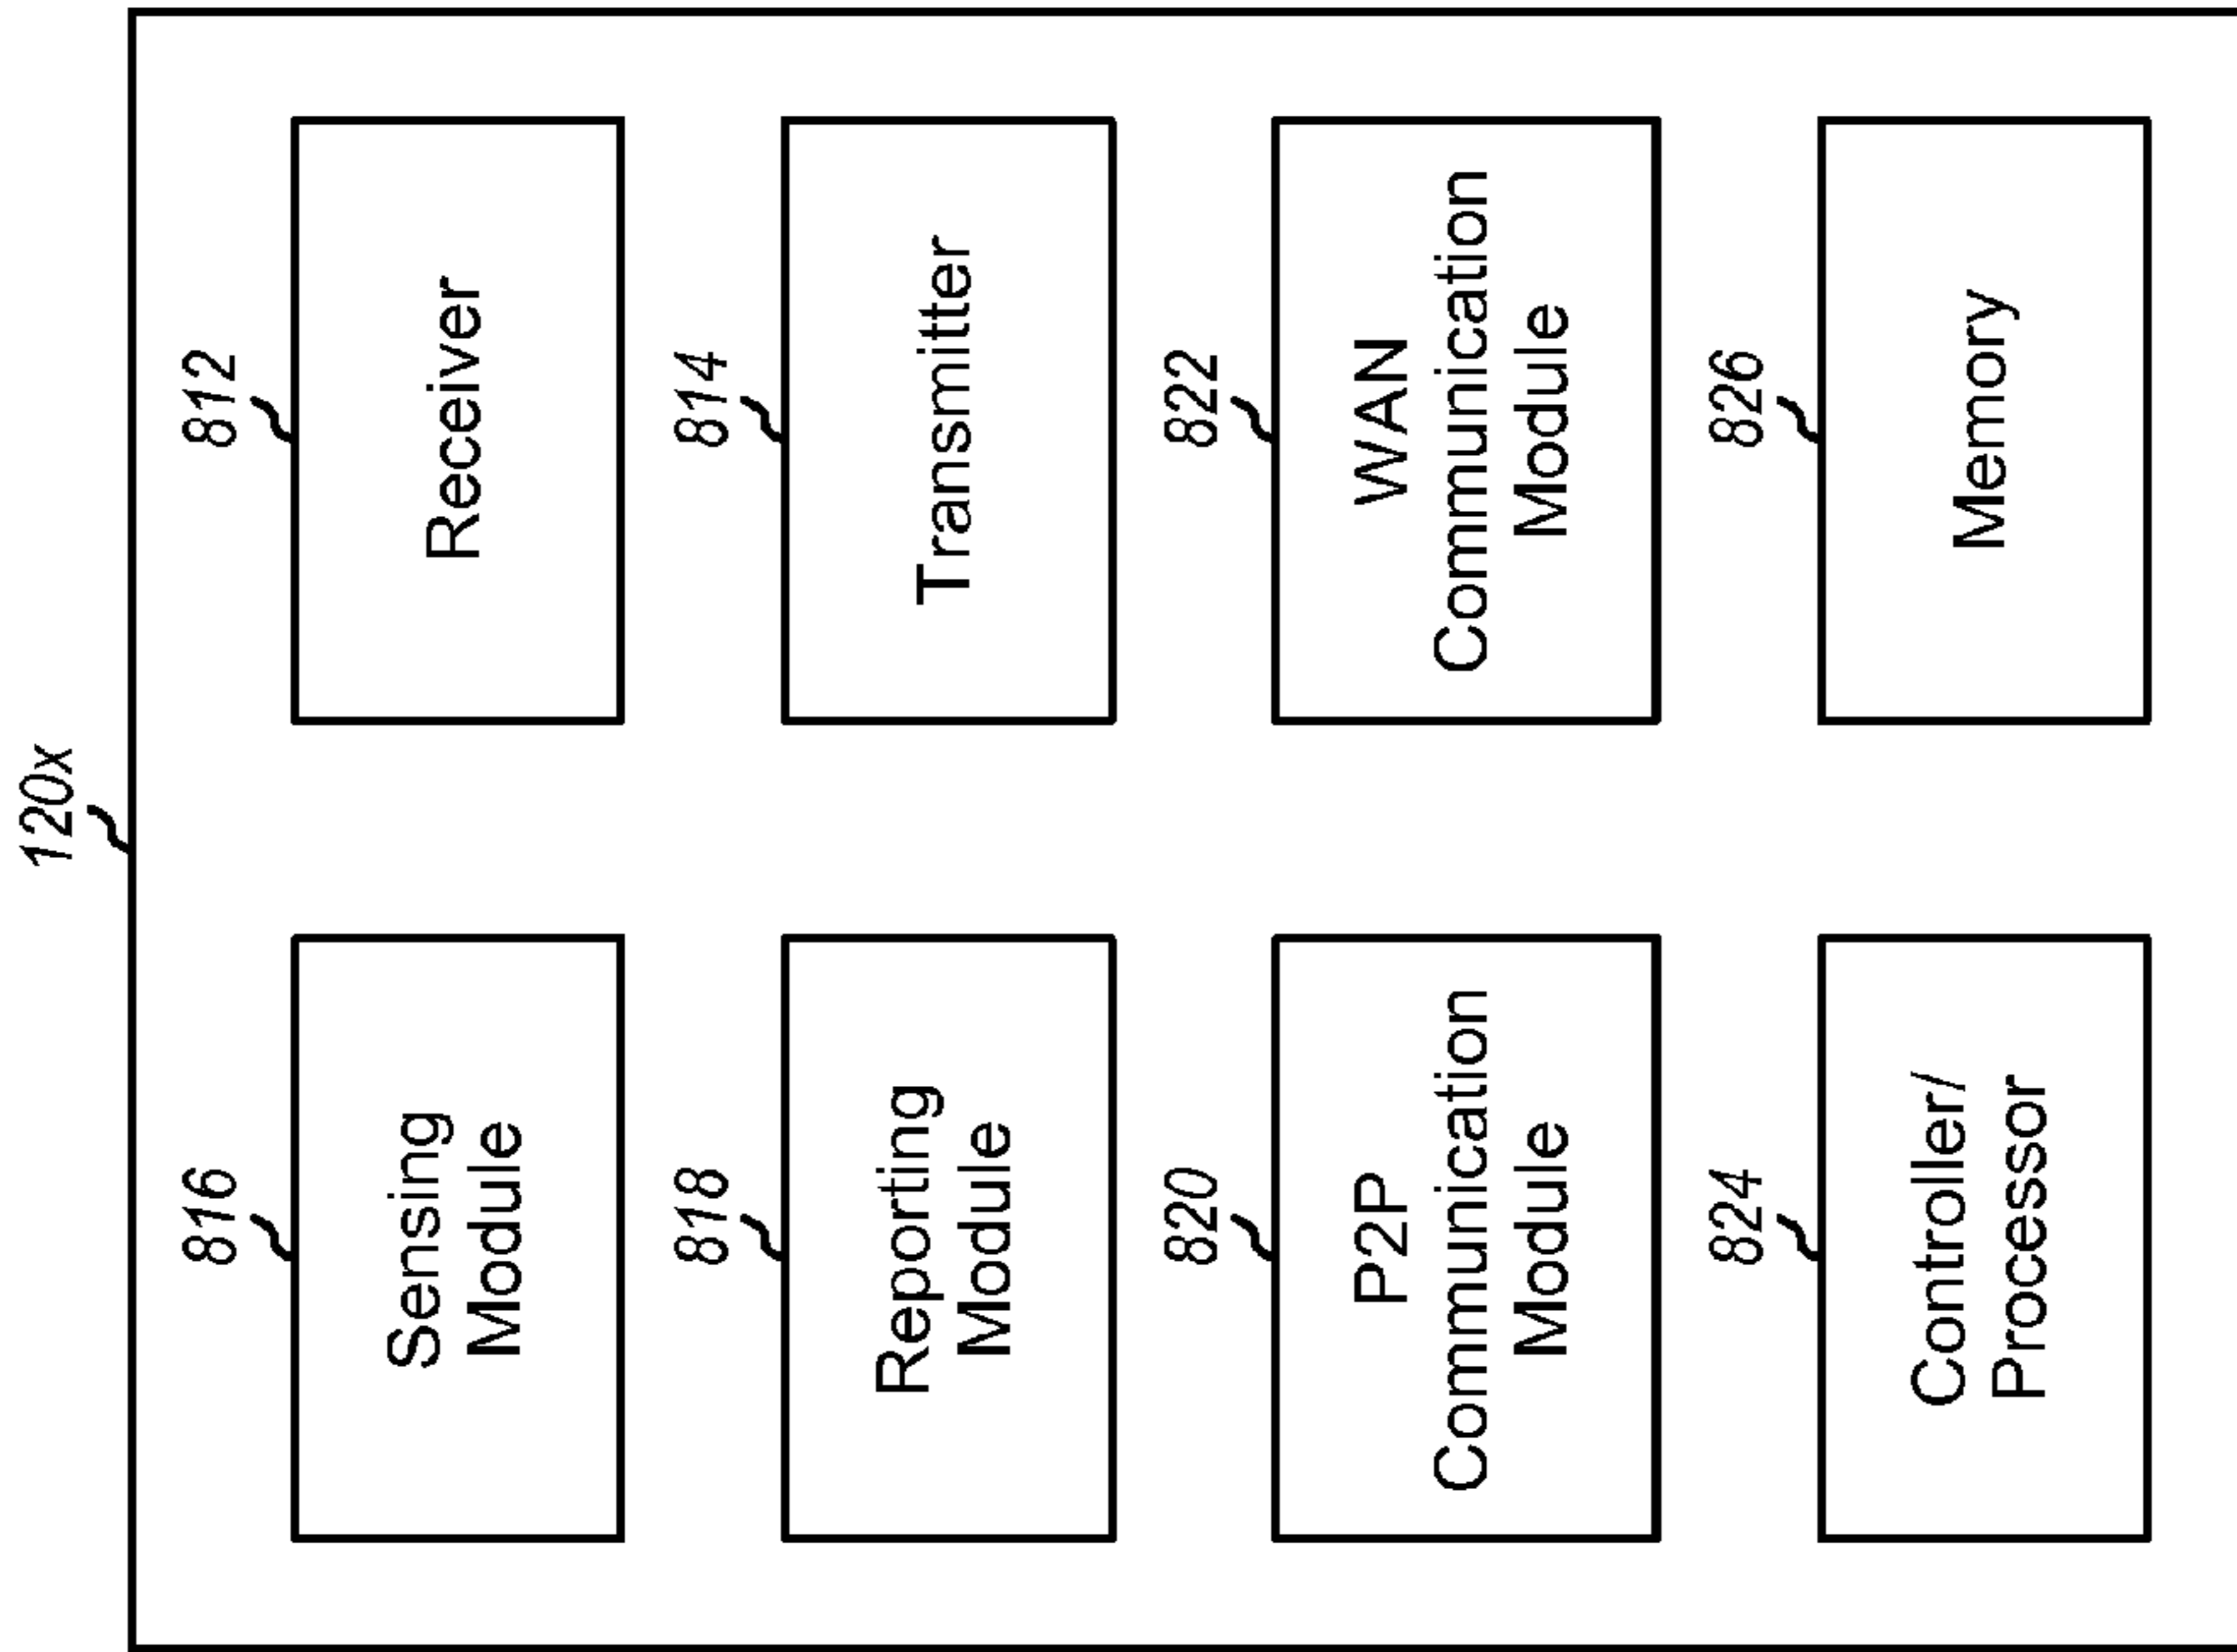 120x
816
Sensing
Module
812
Receiver
818
Reporting
Module
814
Transmitter
820
P2P
Communication
Module
822
WAN
Communication
Module
824
Controller/
Processor
826
Memory